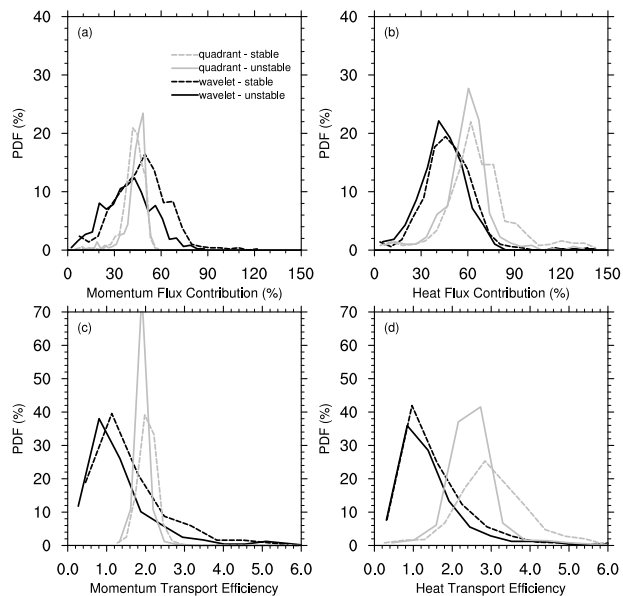 (a)
quadrant - stable
quadrant - unstable
wavelet - stable
wavelet - unstable
PDF (%)
40
30
20
10
0
0 30 60 90 120 150
Momentum Flux Contribution (%)
(b)
PDF (%)
40
30
20
10
0
0 30 60 90 120 150
Heat Flux Contribution (%)
(c)
PDF (%)
70
60
50
40
30
20
10
0
0.0 1.0 2.0 3.0 4.0 5.0 6.0
Momentum Transport Efficiency
(d)
PDF (%)
70
60
50
40
30
20
10
0
0.0 1.0 2.0 3.0 4.0 5.0 6.0
Heat Transport Efficiency